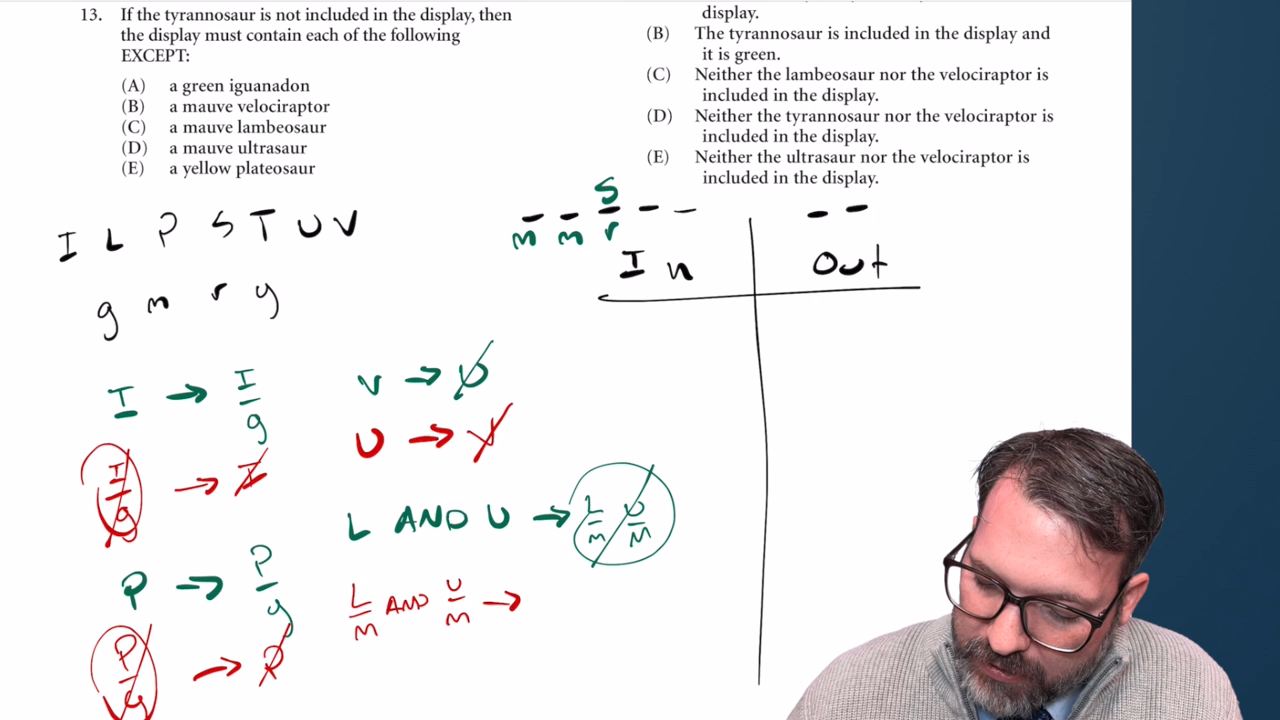 13. If the tyrannosaur is not included in the display, then
the display must contain each of the following
EXCEPT:
(A) a green iguanadon
(B) a mauve velociraptor
(C) a mauve lambeosaur
(D) a mauve ultrasaur
(E) a yellow plateosaur
display.
(B) The tyrannosaur is included in the display and
it is green.
(C) Neither the lambeosaur nor the velociraptor is
included in the display.
(D) Neither the tyrannosaur nor the velociraptor is
included in the display.
(E) Neither the ultrasaur nor the velociraptor is
included in the display.
I L P S T U V
g m r y
S
m m r
In Out
I → I
g
I → I
g
P → P
y
P → P
y
V → U
U → V
L AND U → L U
m M
L AND U →
M M